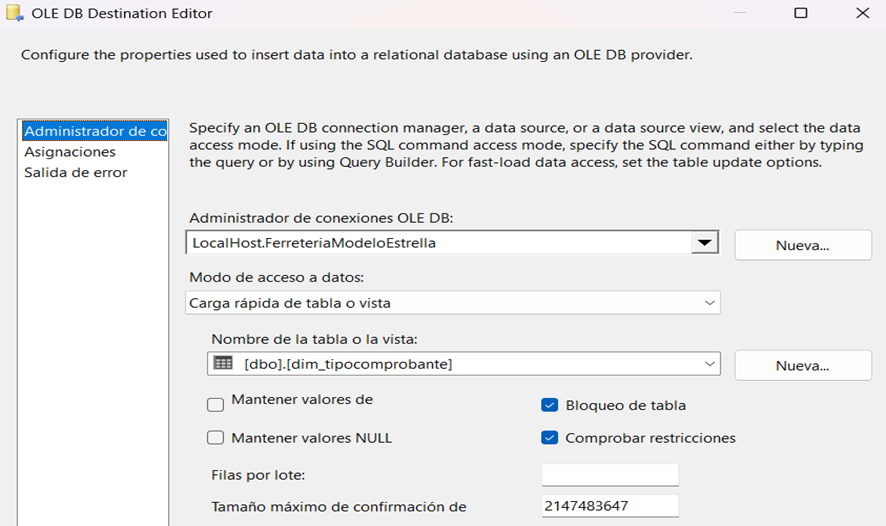 OLE DB Destination Editor
Configure the properties used to insert data into a relational database using an OLE DB provider.
Administrador de co
Asignaciones
Salida de error
Specify an OLE DB connection manager, a data source, or a data source view, and select the data
access mode. If using the SQL command access mode, specify the SQL command either by typing
the query or by using Query Builder. For fast-load data access, set the table update options.
Administrador de conexiones OLE DB:
LocalHost.FerreteriaModeloEstrella
Nueva...
Modo de acceso a datos:
Carga rápida de tabla o vista
Nombre de la tabla o la vista:
[dbo].[dim_tipocomprobante]
Nueva...
Mantener valores de
Bloqueo de tabla
Mantener valores NULL
Comprobar restricciones
Filas por lote:
Tamaño máximo de confirmación de
2147483647